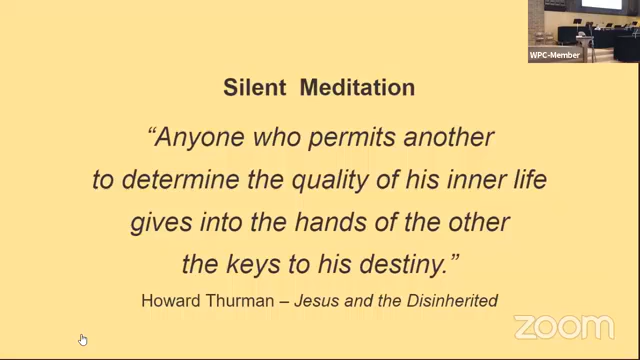 WPC-Member
Silent Meditation
“Anyone who permits another
to determine the quality of his inner life
gives into the hands of the other
the keys to his destiny.”
Howard Thurman – Jesus and the Disinherited
zoom